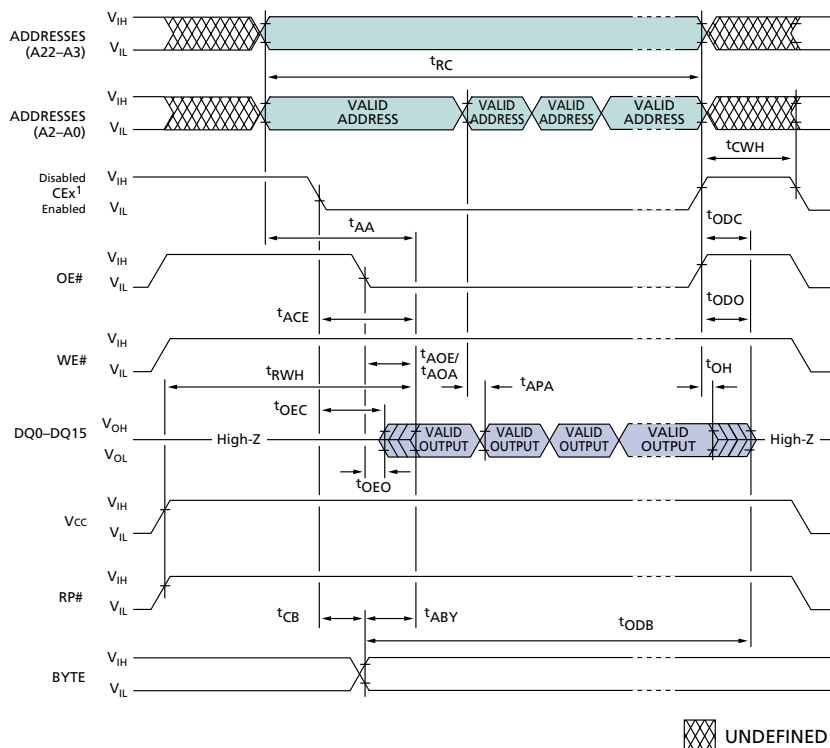 ADDRESSES
(A22–A3)
VIH
VIL
tRC
ADDRESSES
(A2–A0)
VIH
VIL
VALID
ADDRESS
VALID
ADDRESS
VALID
ADDRESS
VALID
ADDRESS
tCWH
Disabled
CEx1
Enabled
VIH
VIL
tAA
tODC
OE#
VIH
VIL
tACE
tODO
WE#
VIH
VIL
tRWH
tAOE/
tAOA
tAPA
tOH
tOEC
DQ0–DQ15
VOH
VOL
High-Z
VALID
OUTPUT
VALID
OUTPUT
VALID
OUTPUT
VALID
OUTPUT
High-Z
tOEO
VCC
VIH
VIL
RP#
VIH
VIL
tCB
tABY
tODB
BYTE
VIH
VIL
UNDEFINED